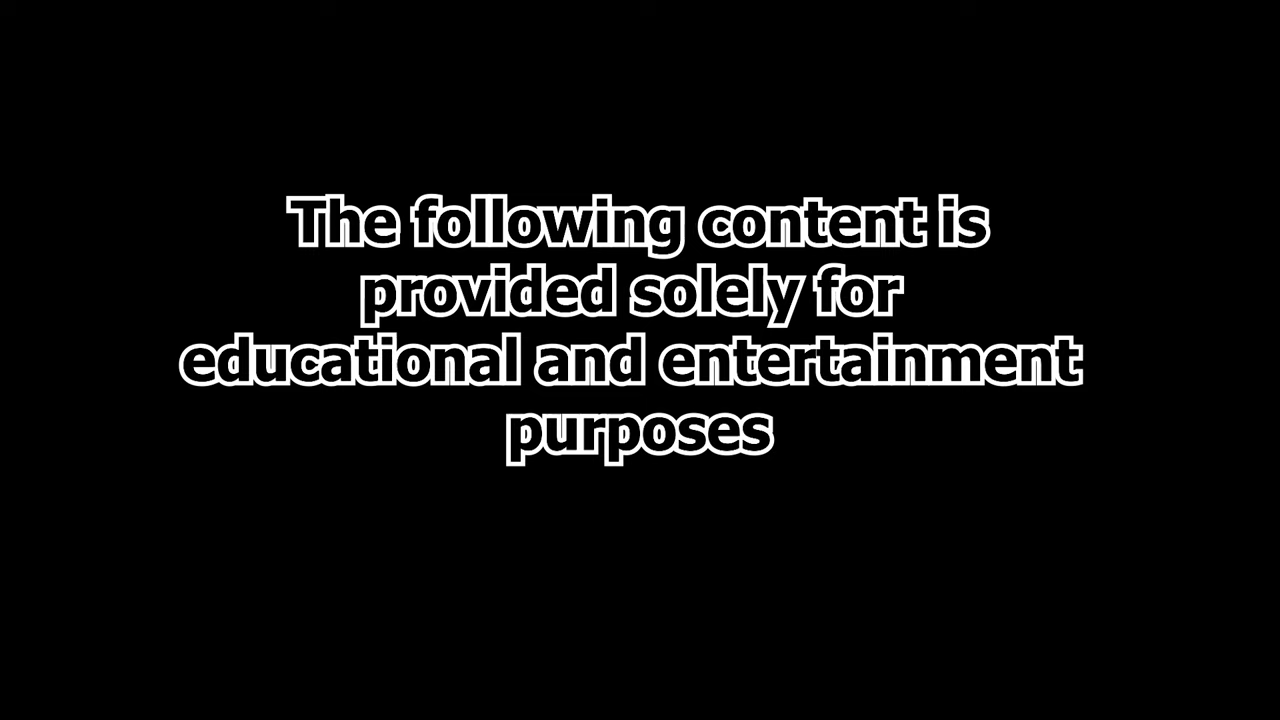 The following content is
provided solely for
educational and entertainment
purposes